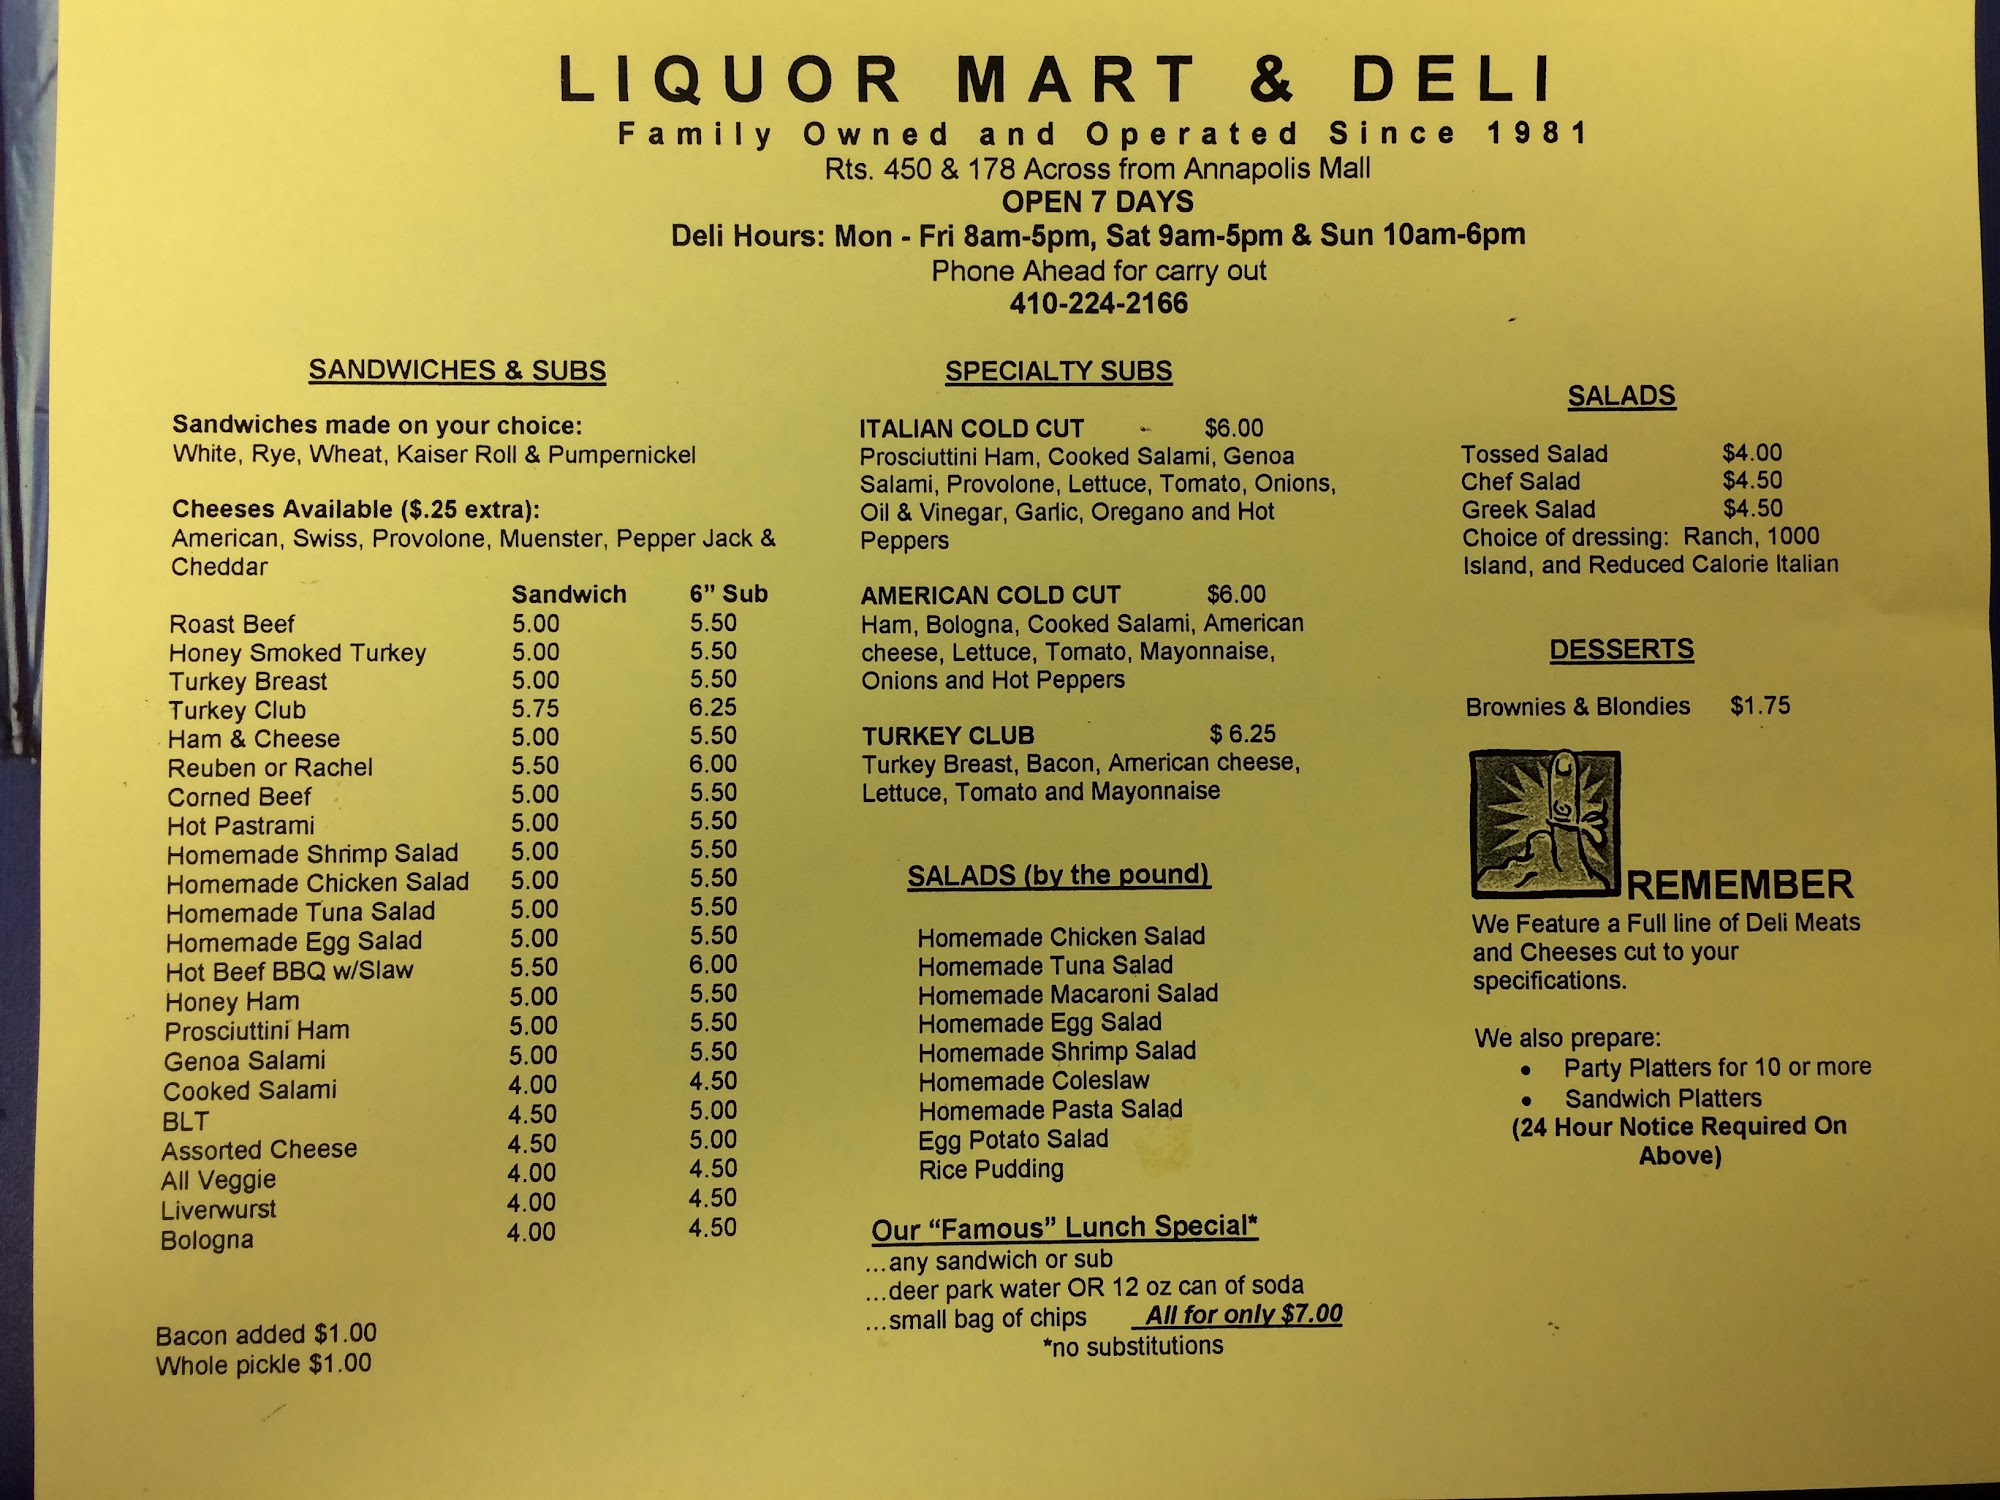 LIQUOR MART & DELI
Family Owned and Operated Since 1981
Rts. 450 & 178 Across from Annapolis Mall
OPEN 7 DAYS
Deli Hours: Mon - Fri 8am-5pm, Sat 9am-5pm & Sun 10am-6pm
Phone Ahead for carry out
410-224-2166
SANDWICHES & SUBS
Sandwiches made on your choice:
White, Rye, Wheat, Kaiser Roll & Pumpernickel
Cheeses Available ($.25 extra):
American, Swiss, Provolone, Muenster, Pepper Jack &
Cheddar
Sandwich 6" Sub
Roast Beef 5.00 5.50
Honey Smoked Turkey 5.00 5.50
Turkey Breast 5.00 5.50
Turkey Club 5.75 6.25
Ham & Cheese 5.00 5.50
Reuben or Rachel 5.50 6.00
Corned Beef 5.00 5.50
Hot Pastrami 5.00 5.50
Homemade Shrimp Salad 5.00 5.50
Homemade Chicken Salad 5.00 5.50
Homemade Tuna Salad 5.00 5.50
Homemade Egg Salad 5.00 5.50
Hot Beef BBQ w/Slaw 5.50 6.00
Honey Ham 5.00 5.50
Prosciuttini Ham 5.00 5.50
Genoa Salami 5.00 5.50
Cooked Salami 4.00 4.50
BLT 4.50 5.00
Assorted Cheese 4.50 5.00
All Veggie 4.00 4.50
Liverwurst 4.00 4.50
Bologna 4.00 4.50
Bacon added $1.00
Whole pickle $1.00
SPECIALTY SUBS
ITALIAN COLD CUT - $6.00
Prosciuttini Ham, Cooked Salami, Genoa
Salami, Provolone, Lettuce, Tomato, Onions,
Oil & Vinegar, Garlic, Oregano and Hot
Peppers
AMERICAN COLD CUT $6.00
Ham, Bologna, Cooked Salami, American
cheese, Lettuce, Tomato, Mayonnaise,
Onions and Hot Peppers
TURKEY CLUB $ 6.25
Turkey Breast, Bacon, American cheese,
Lettuce, Tomato and Mayonnaise
SALADS (by the pound)
Homemade Chicken Salad
Homemade Tuna Salad
Homemade Macaroni Salad
Homemade Egg Salad
Homemade Shrimp Salad
Homemade Coleslaw
Homemade Pasta Salad
Egg Potato Salad
Rice Pudding
Our "Famous" Lunch Special*
...any sandwich or sub
...deer park water OR 12 oz can of soda
...small bag of chips All for only $7.00
*no substitutions
SALADS
Tossed Salad $4.00
Chef Salad $4.50
Greek Salad $4.50
Choice of dressing: Ranch, 1000
Island, and Reduced Calorie Italian
DESSERTS
Brownies & Blondies $1.75
REMEMBER
We Feature a Full line of Deli Meats
and Cheeses cut to your
specifications.
We also prepare:
• Party Platters for 10 or more
• Sandwich Platters
(24 Hour Notice Required On
Above)